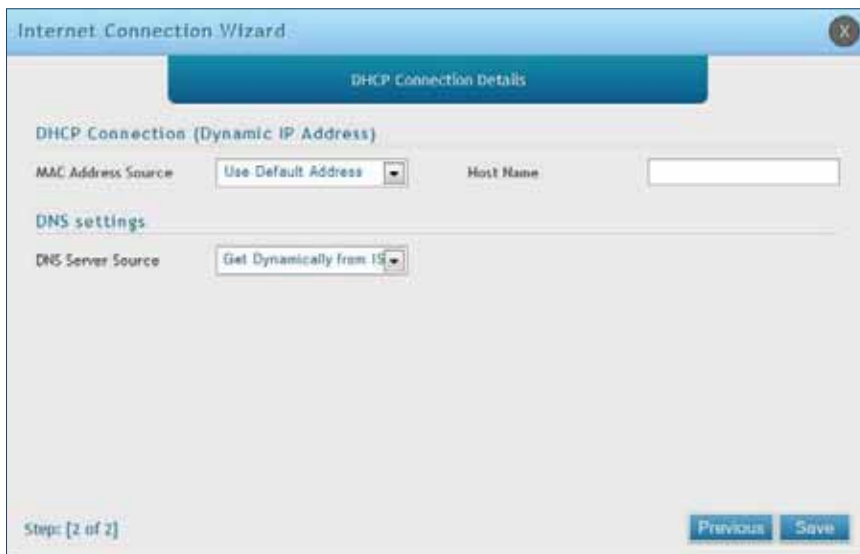 Internet Connection Wizard
X
DHCP Connection Details
DHCP Connection (Dynamic IP Address)
MAC Address Source Use Default Address Host Name
DNS settings
DNS Server Source Get Dynamically from IS
Step: [2 of 2] Previous Save